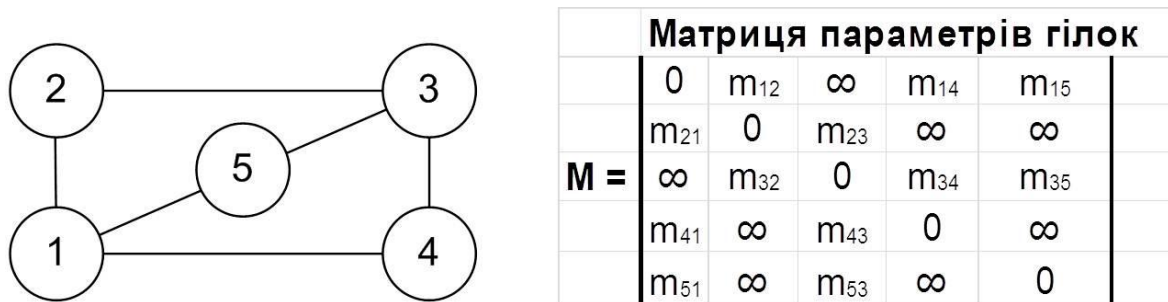 2
3
5
1
4
Матриця параметрів гілок
0 m₁₂ ∞ m₁₄ m₁₅
m₂₁ 0 m₂₃ ∞ ∞
M = ∞ m₃₂ 0 m₃₄ m₃₅
m₄₁ ∞ m₄₃ 0 ∞
m₅₁ ∞ m₅₃ ∞ 0